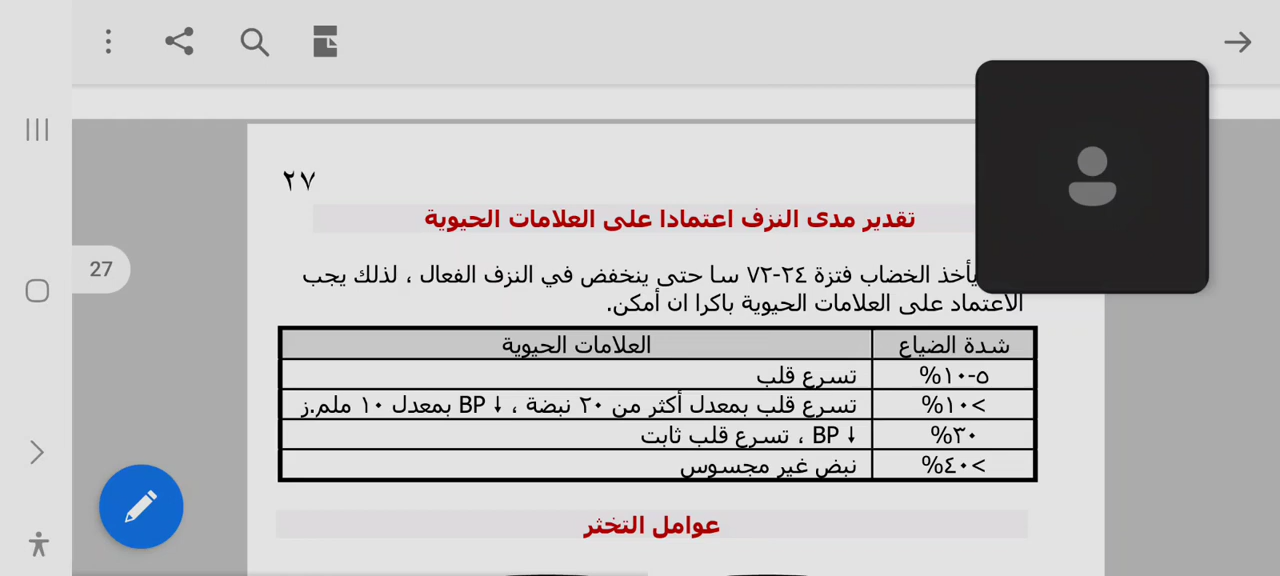 ٢٧
27
تقدير مدى النزف اعتمادا على العلامات الحيوية
يأخذ الخضاب فتزة ٢٤-٧٢ سا حتى ينخفض في النزف الفعال ، لذلك يجب
الاعتماد على العلامات الحيوية باكرا ان أمكن.
شدة الضياع العلامات الحيوية
٥-١٠% تسرع قلب
>١٠% تسرع قلب بمعدل أكثر من ٢٠ نبضة ، ↓ BP بمعدل ١٠ ملم.ز
٣٠% ↓ BP ، تسرع قلب ثابت
>٤٠% نبض غير مجسوس
عوامل التخثر